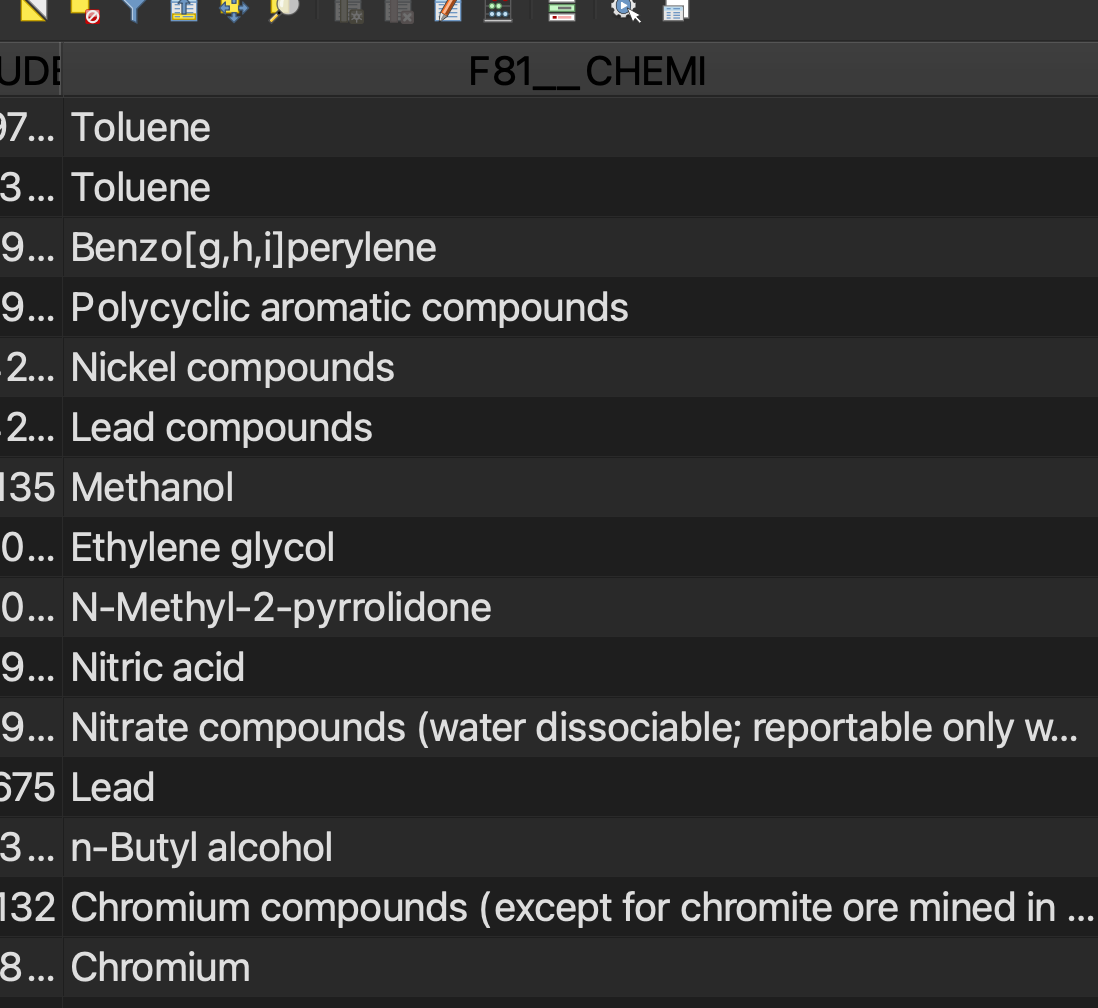 UDE F81__CHEMI
97... Toluene
3... Toluene
9... Benzo[g,h,i]perylene
9... Polycyclic aromatic compounds
2... Nickel compounds
2... Lead compounds
135 Methanol
0... Ethylene glycol
0... N-Methyl-2-pyrrolidone
9... Nitric acid
9... Nitrate compounds (water dissociable; reportable only w...
675 Lead
3... n-Butyl alcohol
132 Chromium compounds (except for chromite ore mined in ...
8... Chromium